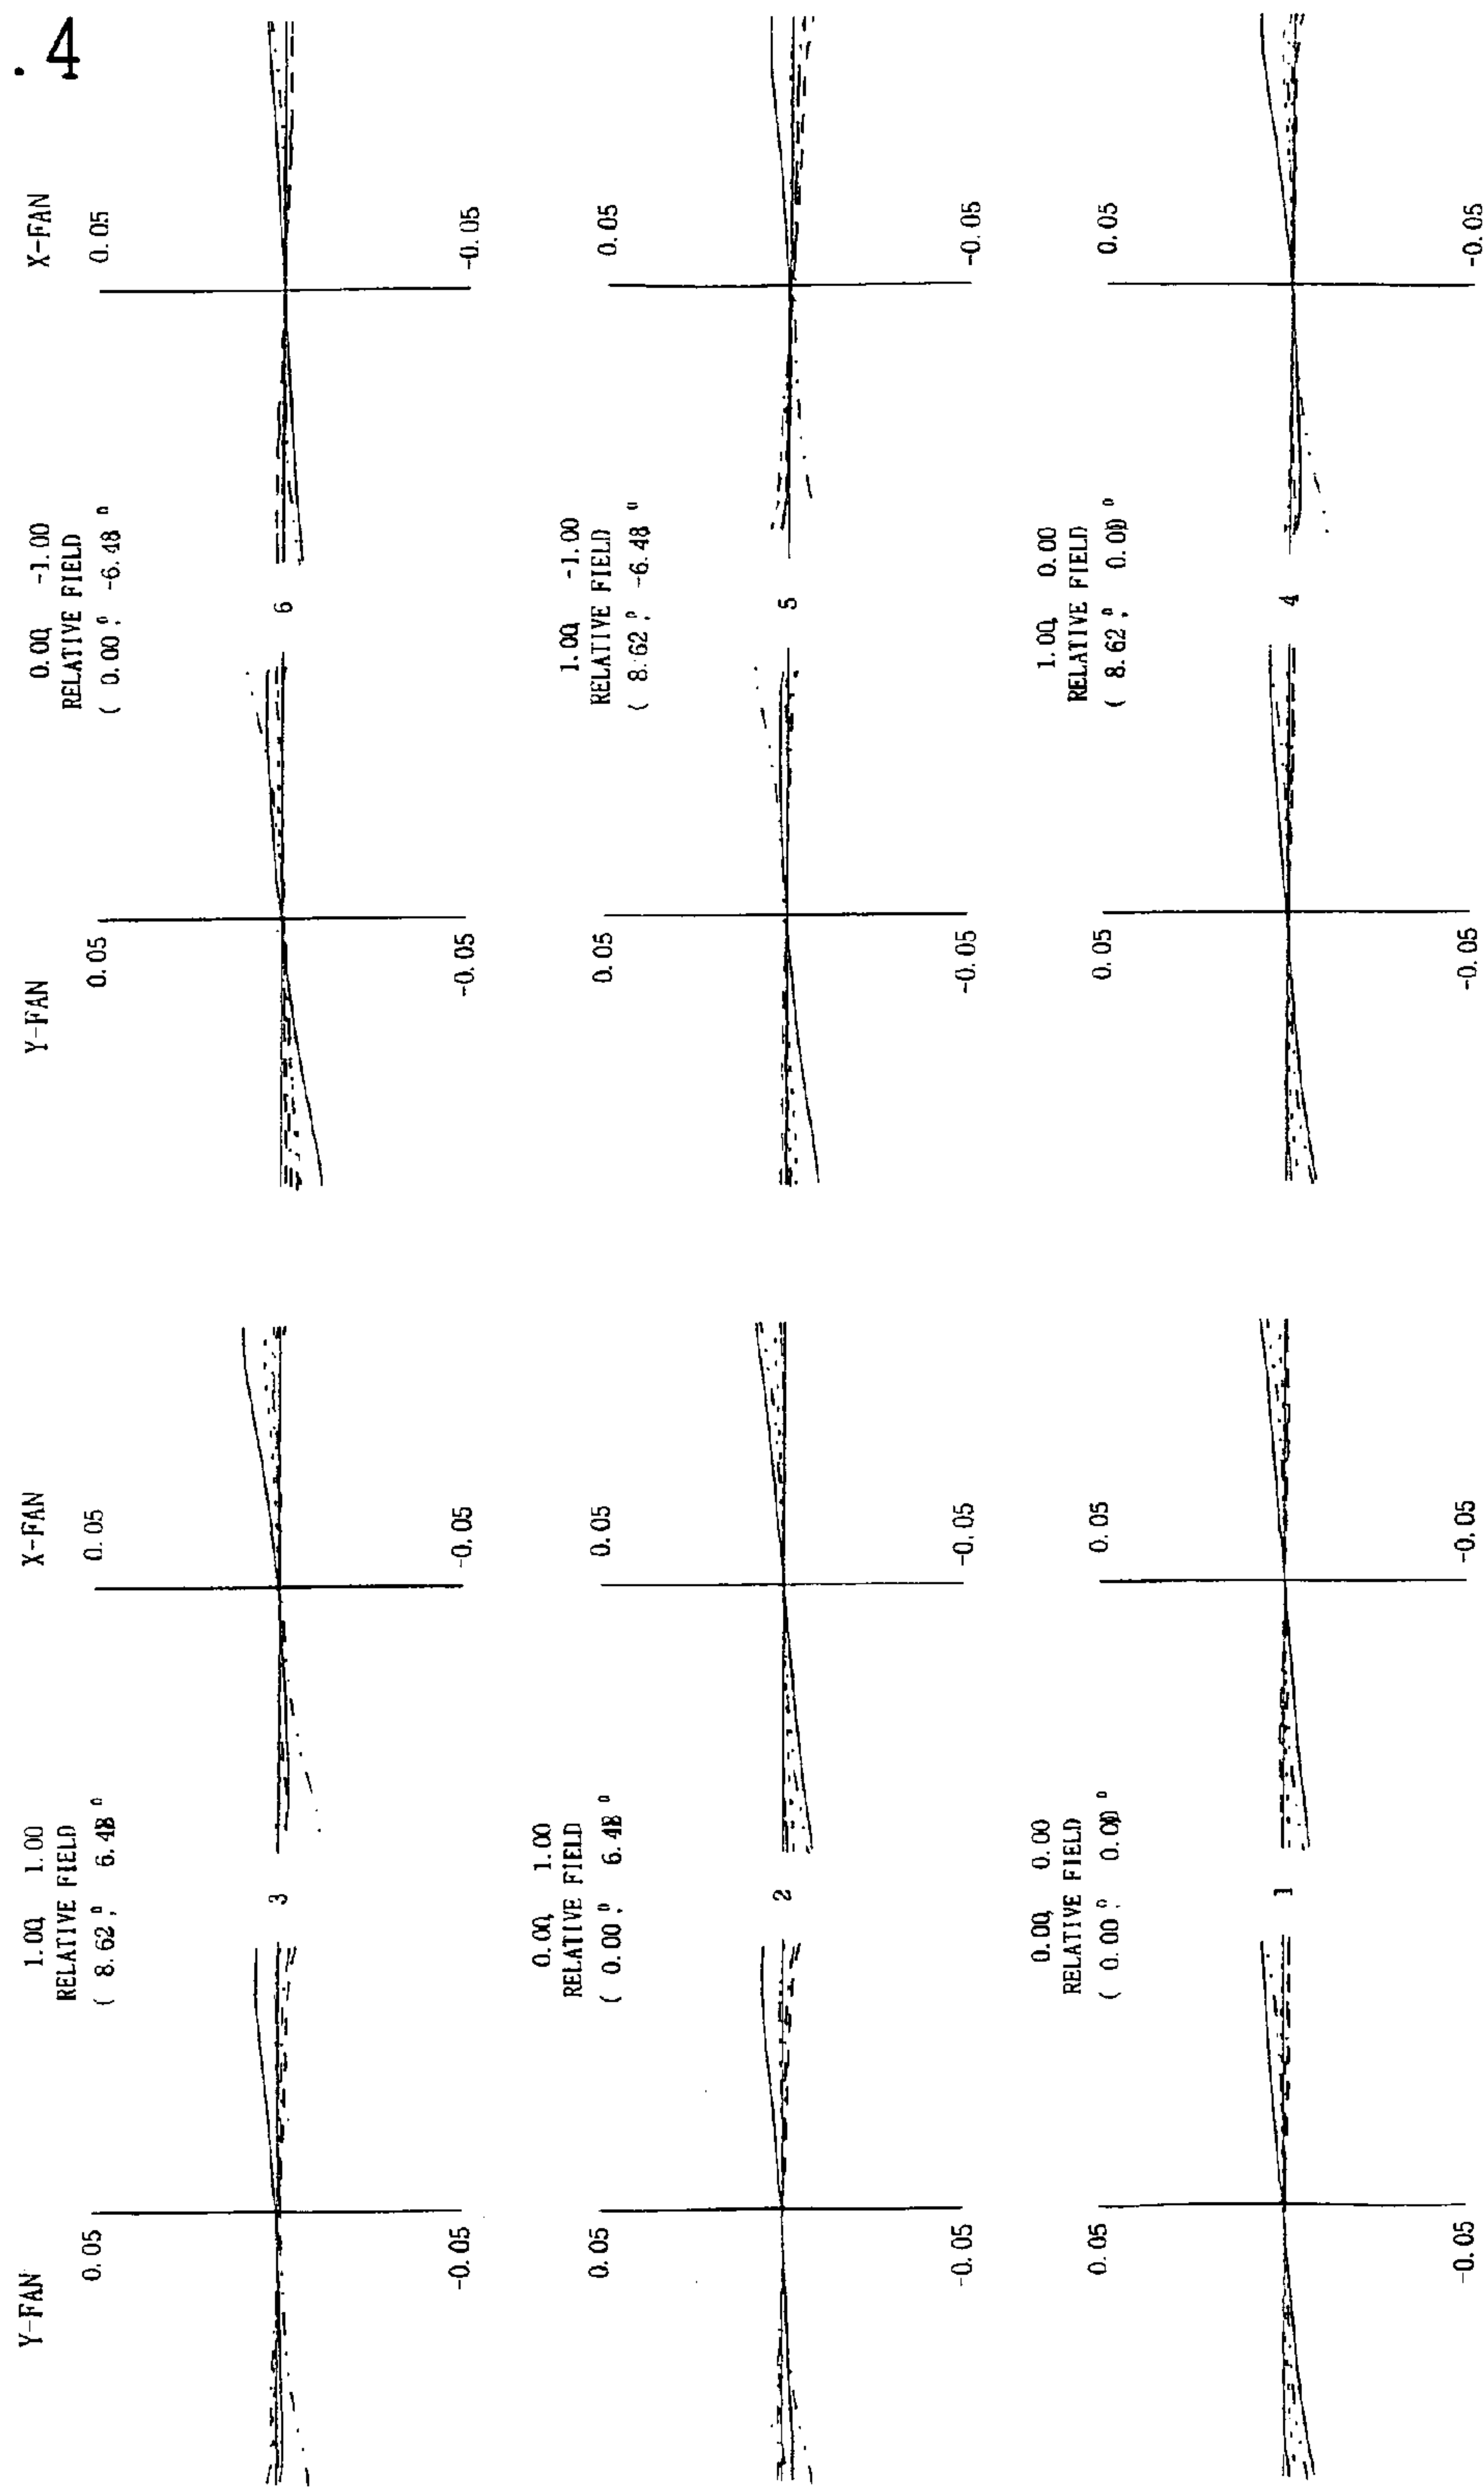 . 4
Y-FAN X-FAN
1.00, 1.00
RELATIVE FIELD
( 8.62°, 6.48°
0.05 0.05
3
-0.05 -0.05
0.00, 1.00
RELATIVE FIELD
( 0.00°, 6.48°
0.05 0.05
2
-0.05 -0.05
0.00, 0.00
RELATIVE FIELD
( 0.00°, 0.00°
0.05 0.05
1
-0.05 -0.05
Y-FAN X-FAN
0.00, -1.00
RELATIVE FIELD
( 0.00°, -6.48°
0.05 0.05
6
-0.05 -0.05
1.00, -1.00
RELATIVE FIELD
( 8.62°, -6.48°
0.05 0.05
5
-0.05 -0.05
1.00, 0.00
RELATIVE FIELD
( 8.62°, 0.00°
0.05 0.05
4
-0.05 -0.05